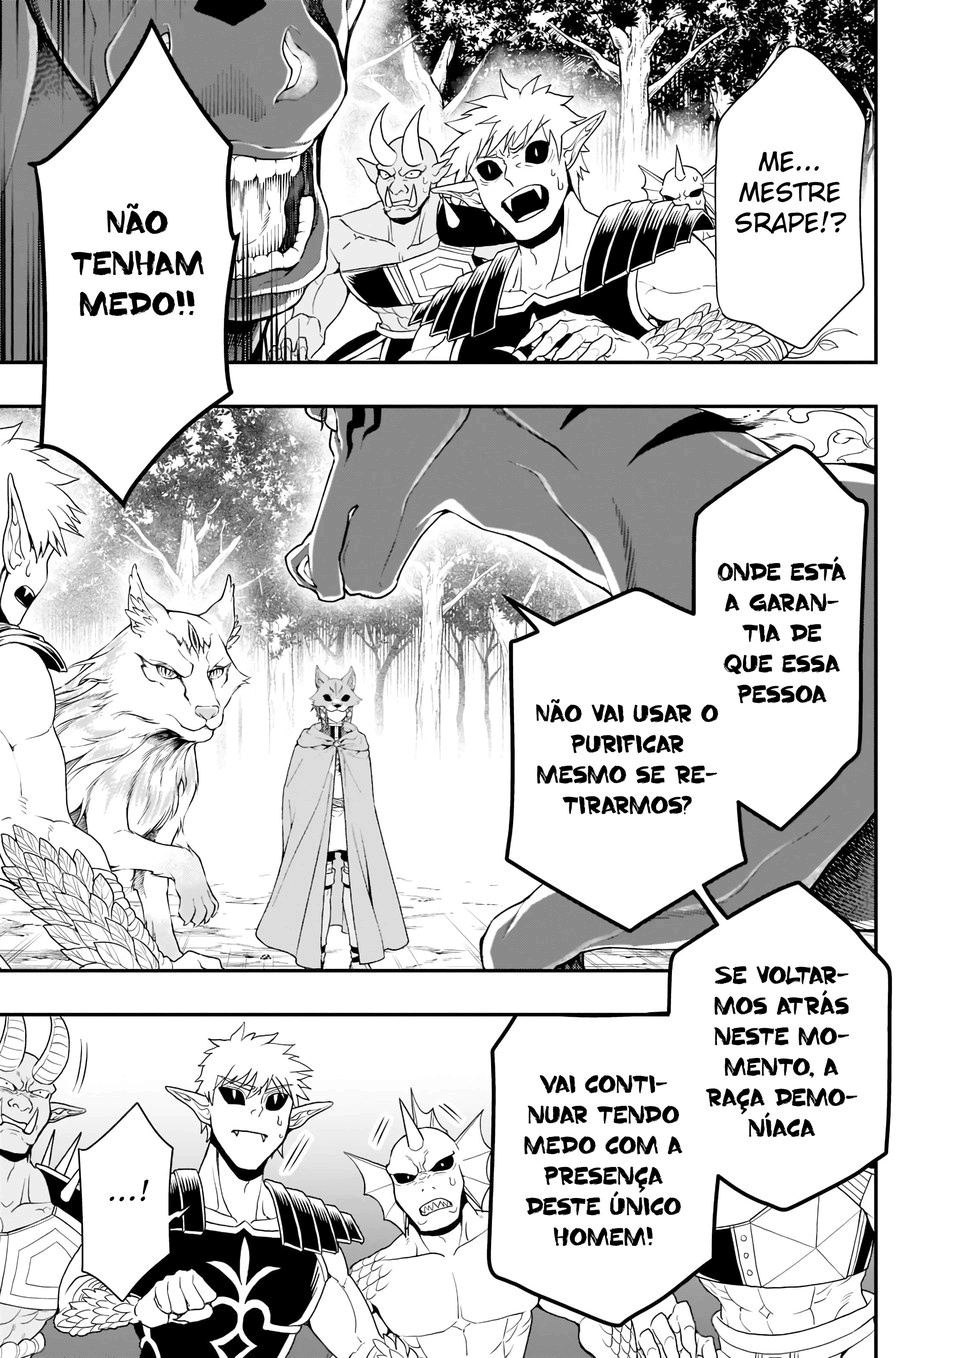 ME...
MESTRE
SRAPE!?
NÃO
TENHAM
MEDO!!
ONDE ESTÁ
A GARAN-
TIA DE
QUE ESSA
PESSOA
NÃO VAI USAR O
PURIFICAR
MESMO SE RE-
TIRARMOS?
SE VOLTAR-
MOS ATRÁS
NESTE MO-
MENTO, A
RAÇA DEMO-
NÍACA
VAI CONTI-
NUAR TENDO
MEDO COM A
PRESENÇA
DESTE ÚNICO
HOMEM!
...!